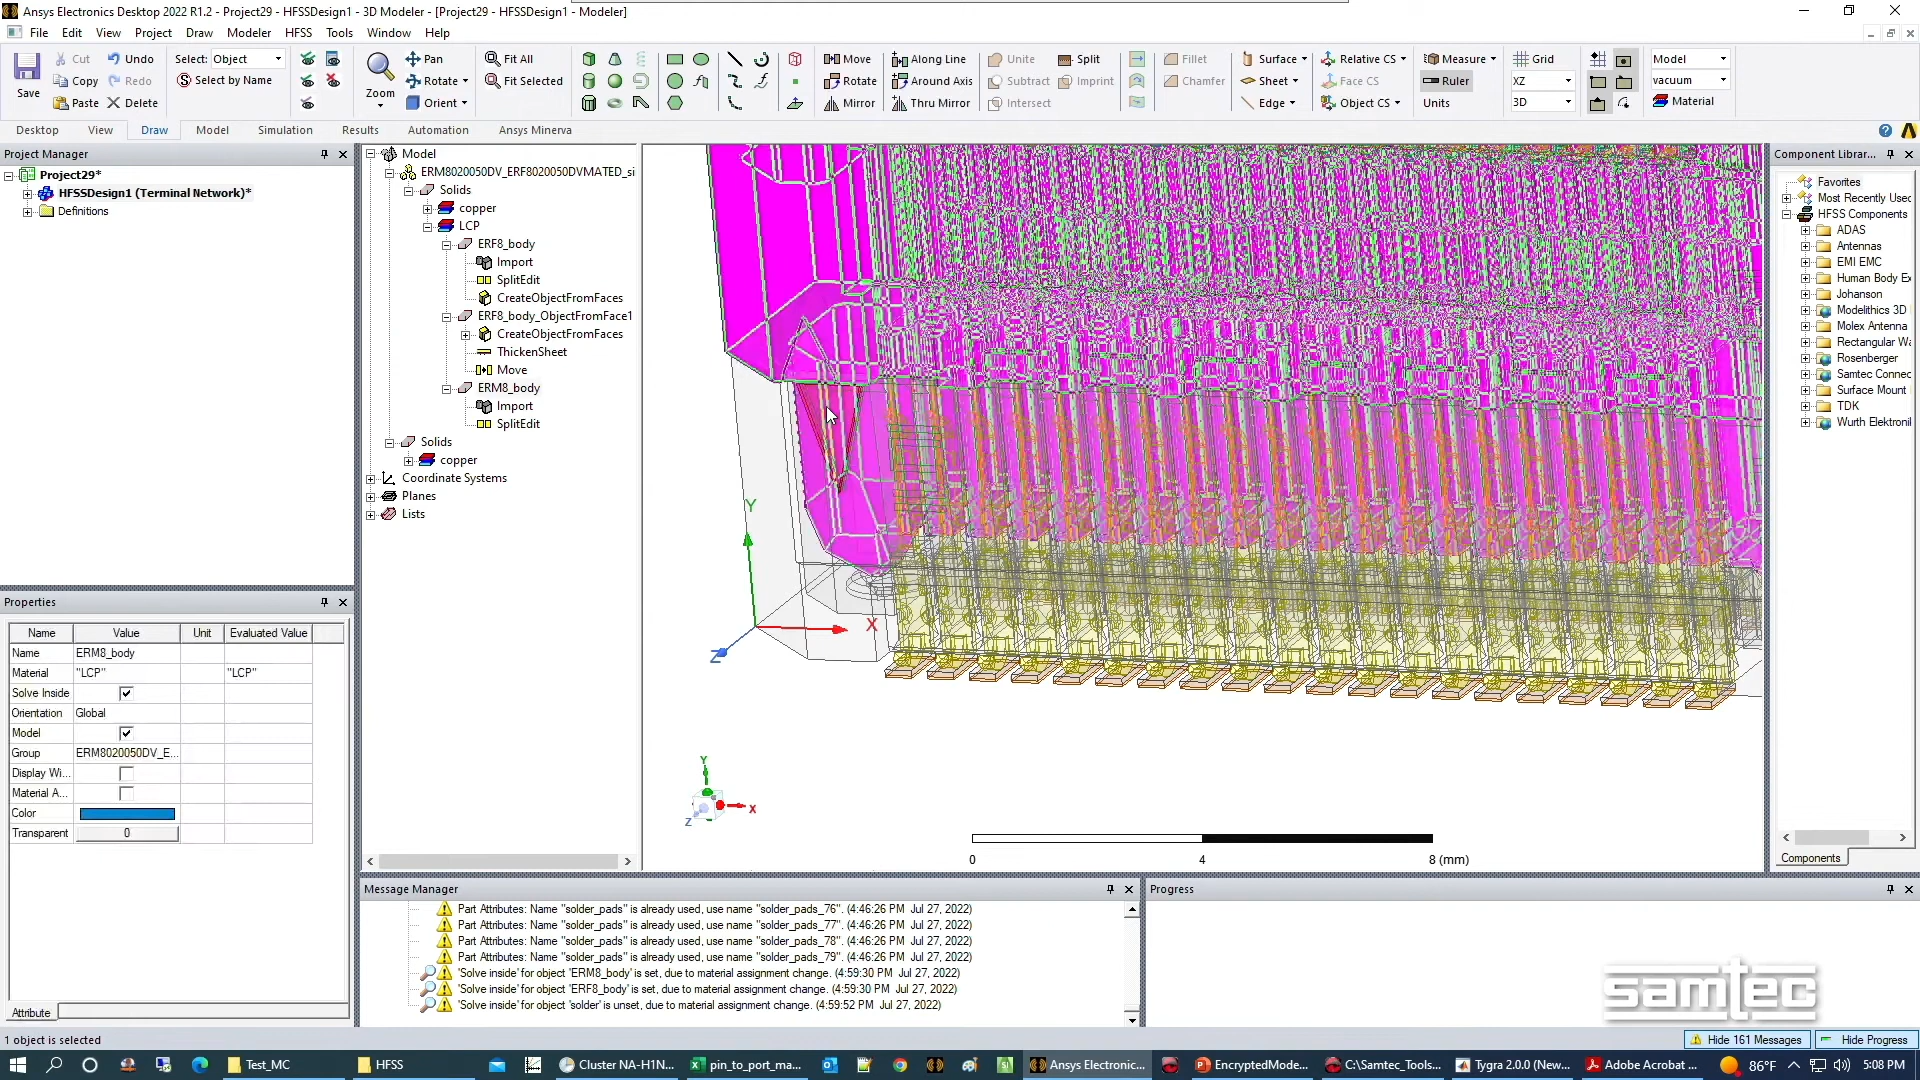 Ansys Electronics Desktop 2022 R1.2 - Project29 - HFSSDesign1 - 3D Modeler - [Project29 - HFSSDesign1 - Modeler]
File Edit View Project Draw Modeler HFSS Tools Window Help
Save Cut Copy Paste Undo Redo Delete Select: Object Select by Name
Zoom Pan Rotate Orient Fit All Fit Selected
Move Rotate Mirror Along Line Around Axis Thru Mirror
Unite Subtract Intersect Split Imprint Fillet Chamfer
Surface Sheet Edge Relative CS Face CS Object CS
Measure Ruler Units Grid XZ 3D Model vacuum Material
Desktop View Draw Model Simulation Results Automation Ansys Minerva
Project Manager
Project29*
HFSSDesign1 (Terminal Network)*
Definitions
Model
ERM8020050DV_ERF8020050DVMATED_si
Solids
copper
LCP
ERF8_body
Import
SplitEdit
CreateObjectFromFaces
ERF8_body_ObjectFromFace1
CreateObjectFromFaces
ThickenSheet
Move
ERM8_body
Import
SplitEdit
Solids
copper
Coordinate Systems
Planes
Lists
Y
X
Z
Y
X
Z
0 4 8 (mm)
Component Librar...
Favorites
Most Recently Used
HFSS Components
ADAS
Antennas
EMI EMC
Human Body Ex
Johanson
Modelithics 3D
Molex Antenna
Rectangular Wa
Rosenberger
Samtec Connec
Surface Mount
TDK
Wurth Elektronil
Components
Properties
Name Value Unit Evaluated Value
Name ERM8_body
Material "LCP" "LCP"
Solve Inside
Orientation Global
Model
Group ERM8020050DV_E...
Display Wi...
Material A...
Color
Transparent 0
Attribute
Message Manager
Part Attributes: Name "solder_pads" is already used, use name "solder_pads_76". (4:46:26 PM Jul 27, 2022)
Part Attributes: Name "solder_pads" is already used, use name "solder_pads_77". (4:46:26 PM Jul 27, 2022)
Part Attributes: Name "solder_pads" is already used, use name "solder_pads_78". (4:46:26 PM Jul 27, 2022)
Part Attributes: Name "solder_pads" is already used, use name "solder_pads_79". (4:46:26 PM Jul 27, 2022)
'Solve inside' for object 'ERM8_body' is set, due to material assignment change. (4:59:30 PM Jul 27, 2022)
'Solve inside' for object 'ERF8_body' is set, due to material assignment change. (4:59:30 PM Jul 27, 2022)
'Solve inside' for object 'solder' is unset, due to material assignment change. (4:59:52 PM Jul 27, 2022)
Progress
samtec
1 object is selected
Hide 161 Messages Hide Progress
Test_MC HFSS Cluster NA-H1N... pin_to_port_ma... Ansys Electronic... EncryptedMode... C:\Samtec_Tools... Tygra 2.0.0 (New... Adobe Acrobat ... 86°F 5:08 PM